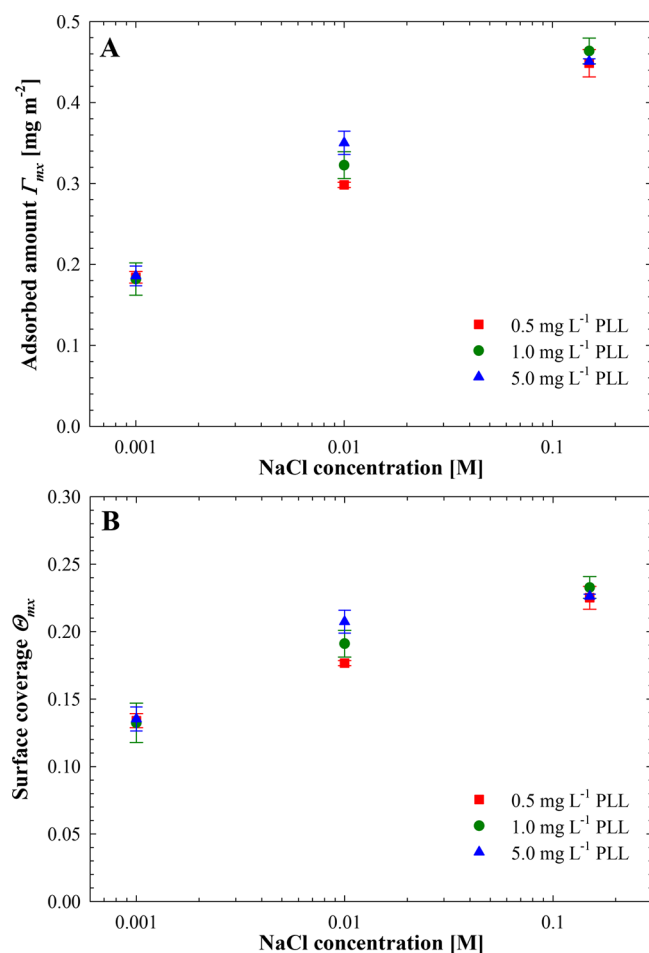 A
0.5
0.4
0.3
0.2
0.1
0.0
Adsorbed amount Γmx [mg m⁻²]
0.5 mg L⁻¹ PLL
1.0 mg L⁻¹ PLL
5.0 mg L⁻¹ PLL
0.001 0.01 0.1
NaCl concentration [M]
B
0.30
0.25
0.20
0.15
0.10
0.05
0.00
Surface coverage Θmx
0.5 mg L⁻¹ PLL
1.0 mg L⁻¹ PLL
5.0 mg L⁻¹ PLL
0.001 0.01 0.1
NaCl concentration [M]